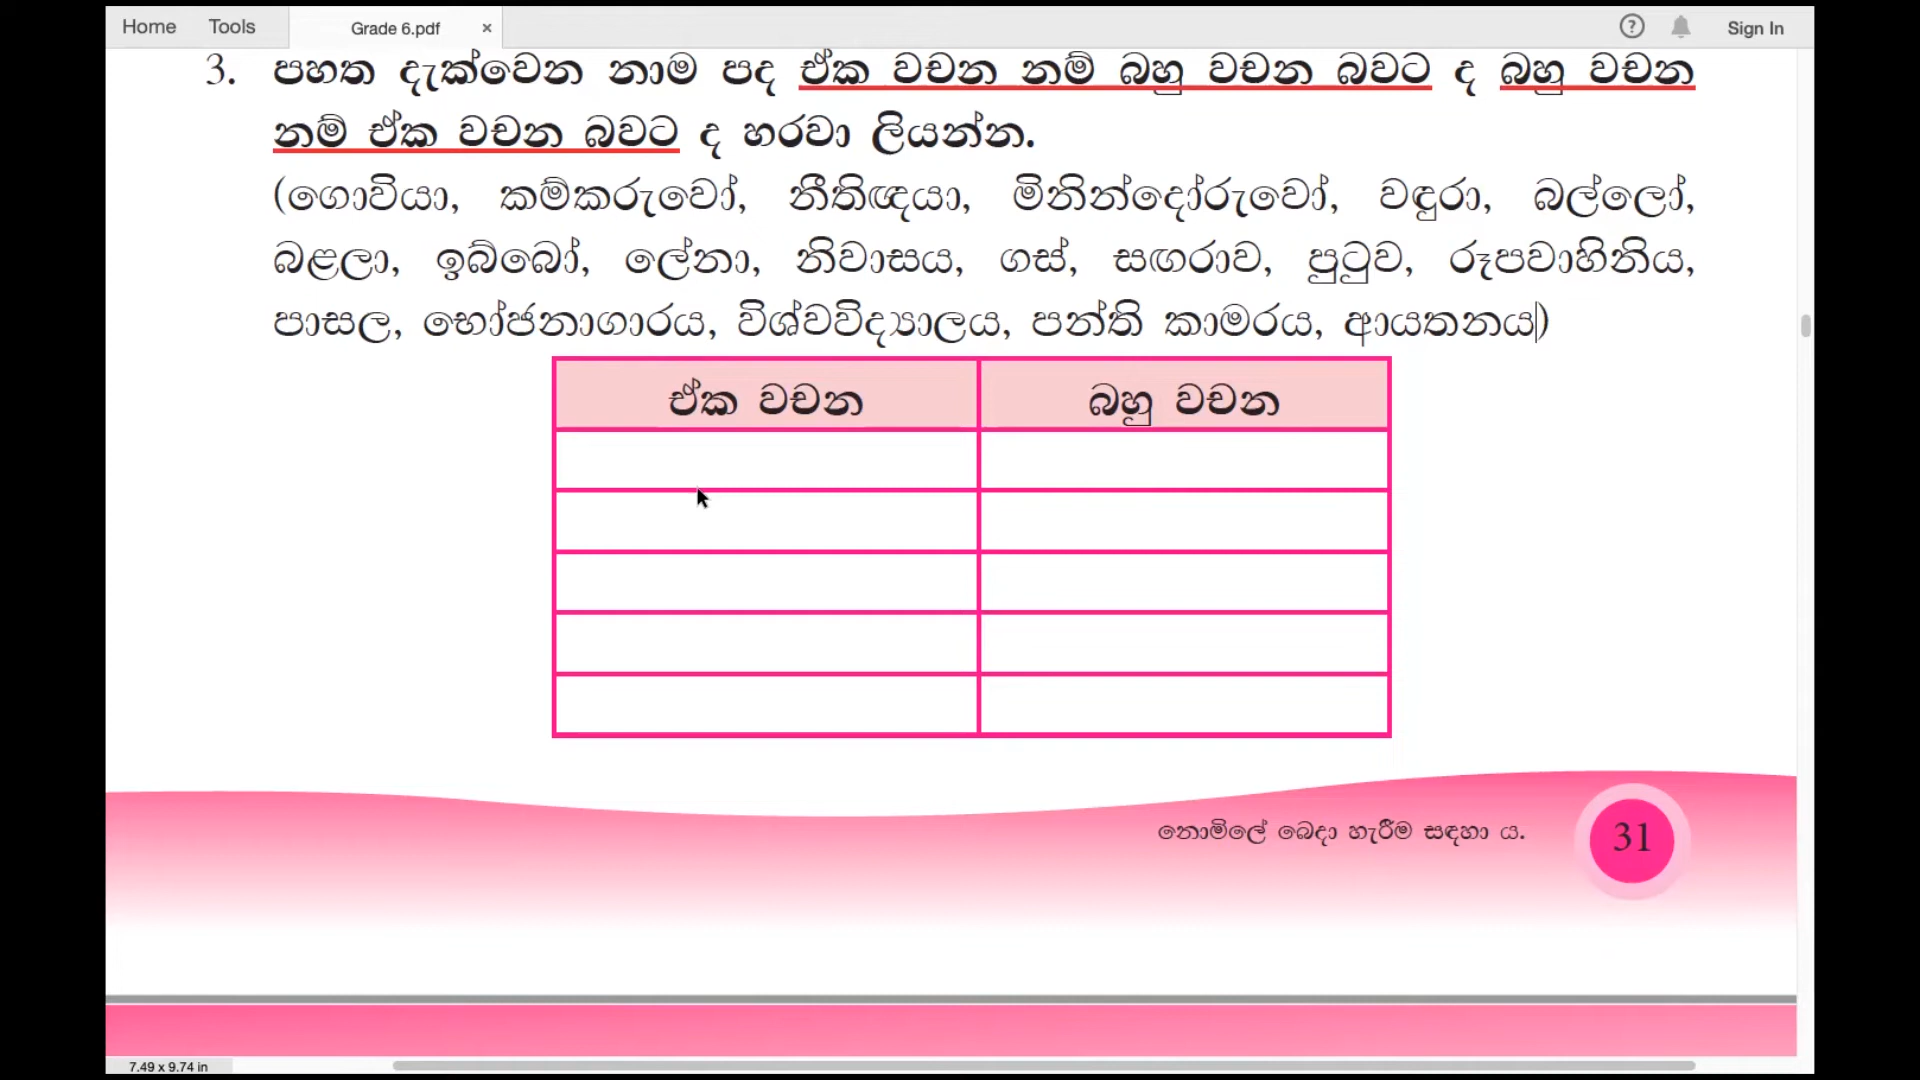 Home Tools Grade 6.pdf × ? Sign In
3. පහත දැක්වෙන නාම පද ඒක වචන නම් බහු වචන බවට ද බහු වචන
නම් ඒක වචන බවට ද හරවා ලියන්න.
(ගොවියා, කම්කරුවෝ, නීතිඥයා, මිනින්දෝරුවෝ, වඳුරා, බල්ලෝ,
බළලා, ඉබ්බෝ, ලේනා, නිවාසය, ගස්, සඟරාව, පුටුව, රූපවාහිනිය,
පාසල, භෝජනාගාරය, විශ්වවිද්‍යාලය, පන්ති කාමරය, ආයතනය)
ඒක වචන බහු වචන
නොමිලේ බෙදා හැරීම සඳහා ය. 31
7.49 x 9.74 in